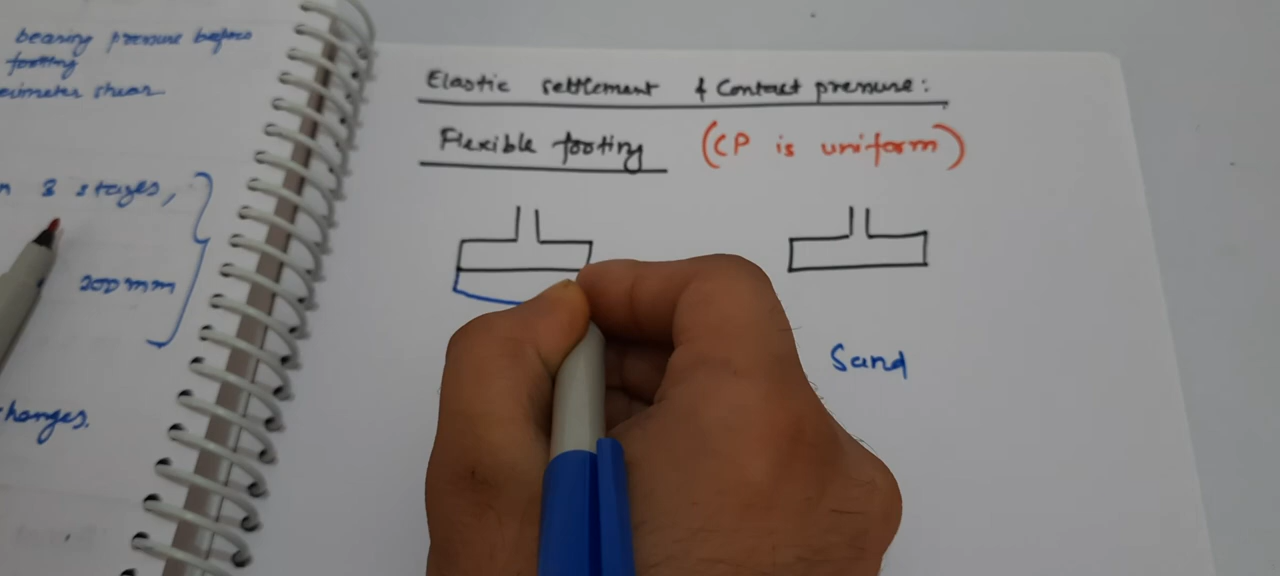 bearing pressure before
footing
perimeter shear
n 3 stages,
200 mm
hanges.
Elastic settlement & Contact pressure:
Flexible footing (CP is uniform)
Sand